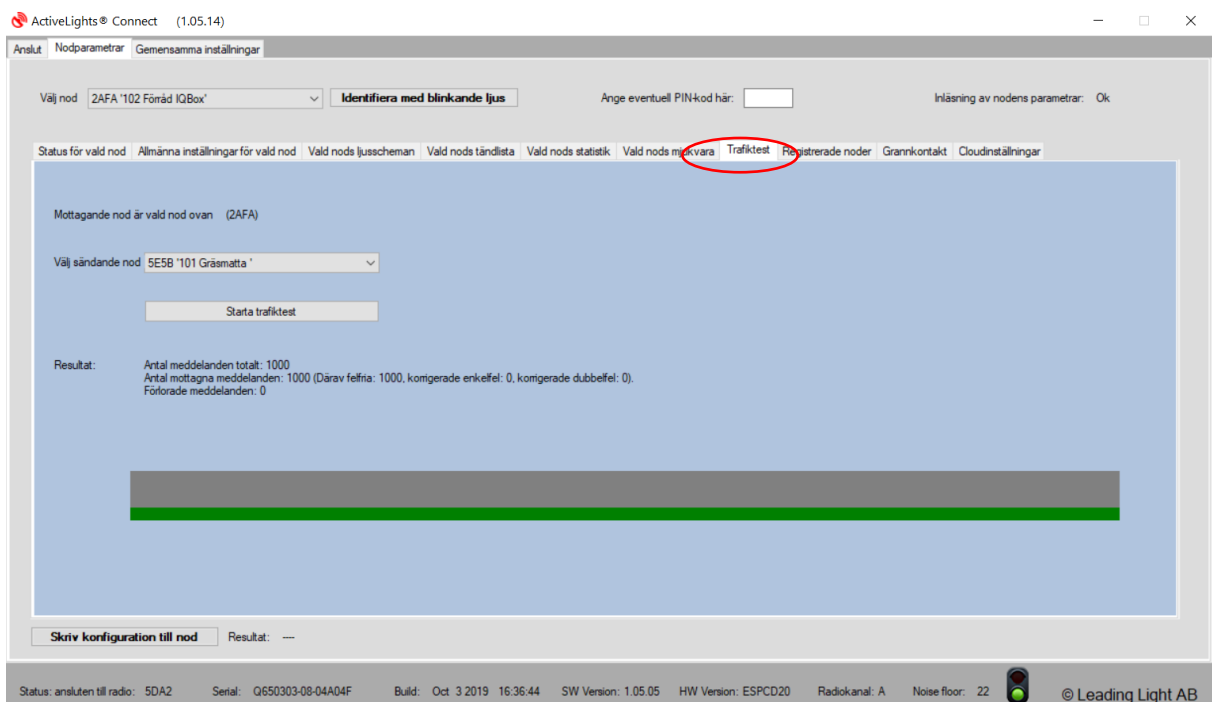 ActiveLights® Connect (1.05.14)
Anslut Nodparametrar Gemensamma inställningar
Välj nod 2AFA '102 Förråd IQBox' Identifiera med blinkande ljus Ange eventuell PIN-kod här: Inläsning av nodens parametrar: Ok
Status för vald nod Allmänna inställningar för vald nod Vald nods ljusscheman Vald nods tändlista Vald nods statistik Vald nods mjukvara Trafiktest Registrerade noder Grannkontakt Cloudinställningar
Mottagande nod är vald nod ovan (2AFA)
Välj sändande nod 5E5B '101 Gräsmatta '
Starta trafiktest
Resultat: Antal meddelanden totalt: 1000
Antal mottagna meddelanden: 1000 (Därav felfria: 1000, korrigerade enkelfel: 0, korrigerade dubbelfel: 0).
Förlorade meddelanden: 0
Skriv konfiguration till nod Resultat: ---
Status: ansluten till radio: 5DA2 Serial: Q650303-08-04A04F Build: Oct 3 2019 16:36:44 SW Version: 1.05.05 HW Version: ESPCD20 Radiokanal: A Noise floor: 22 © Leading Light AB